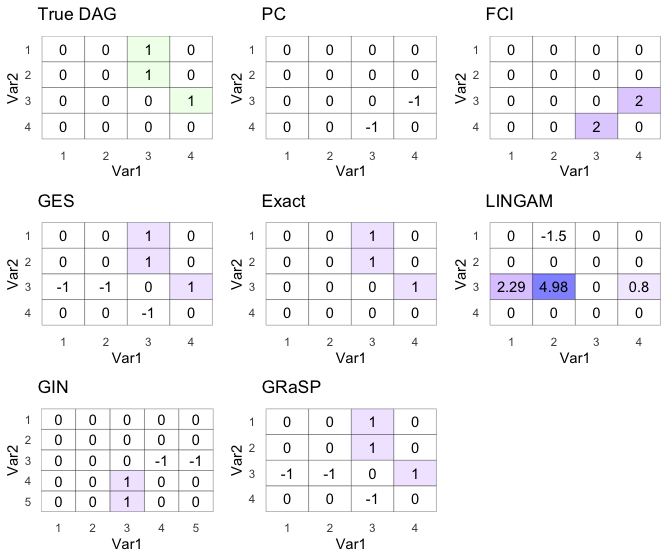 True DAG PC FCI
1 0 0 1 0 1 0 0 0 0 1 0 0 0 0
2 0 0 1 0 2 0 0 0 0 2 0 0 0 0
Var2 Var2 Var2
3 0 0 0 1 3 0 0 0 -1 3 0 0 0 2
4 0 0 0 0 4 0 0 -1 0 4 0 0 2 0
1 2 3 4 1 2 3 4 1 2 3 4
Var1 Var1 Var1
GES Exact LINGAM
1 0 0 1 0 1 0 0 1 0 1 0 -1.5 0 0
2 0 0 1 0 2 0 0 1 0 2 0 0 0 0
Var2 Var2 Var2
3 -1 -1 0 1 3 0 0 0 1 3 2.29 4.98 0 0.8
4 0 0 -1 0 4 0 0 0 0 4 0 0 0 0
1 2 3 4 1 2 3 4 1 2 3 4
Var1 Var1 Var1
GIN GRaSP
1 0 0 0 0 0 1 0 0 1 0
2 0 0 0 0 0 2 0 0 1 0
Var2 Var2
3 0 0 0 -1 -1 3 -1 -1 0 1
4 0 0 1 0 0 4 0 0 -1 0
5 0 0 1 0 0
1 2 3 4 5 1 2 3 4
Var1 Var1